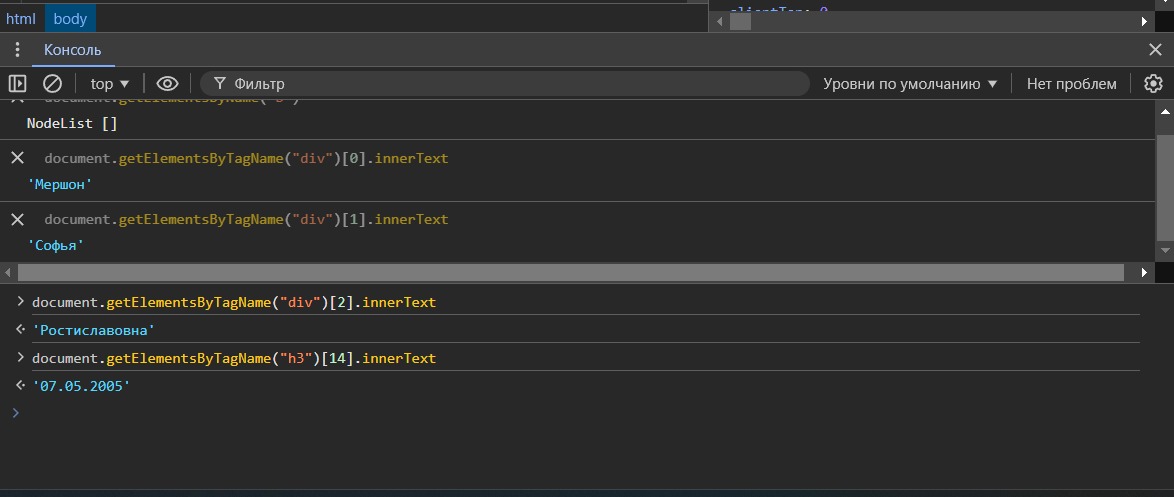 html body
clientTop: 0
Консоль
top Фильтр Уровни по умолчанию Нет проблем
document.getElementsByName("b")
NodeList []
document.getElementsByTagName("div")[0].innerText
'Мершон'
document.getElementsByTagName("div")[1].innerText
'Софья'
document.getElementsByTagName("div")[2].innerText
'Ростиславовна'
document.getElementsByTagName("h3")[14].innerText
'07.05.2005'